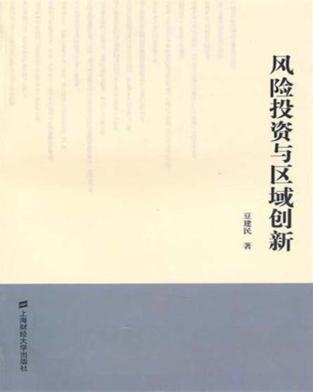 风险投资与区域创新
豆建民 著
上海财经大学出版社